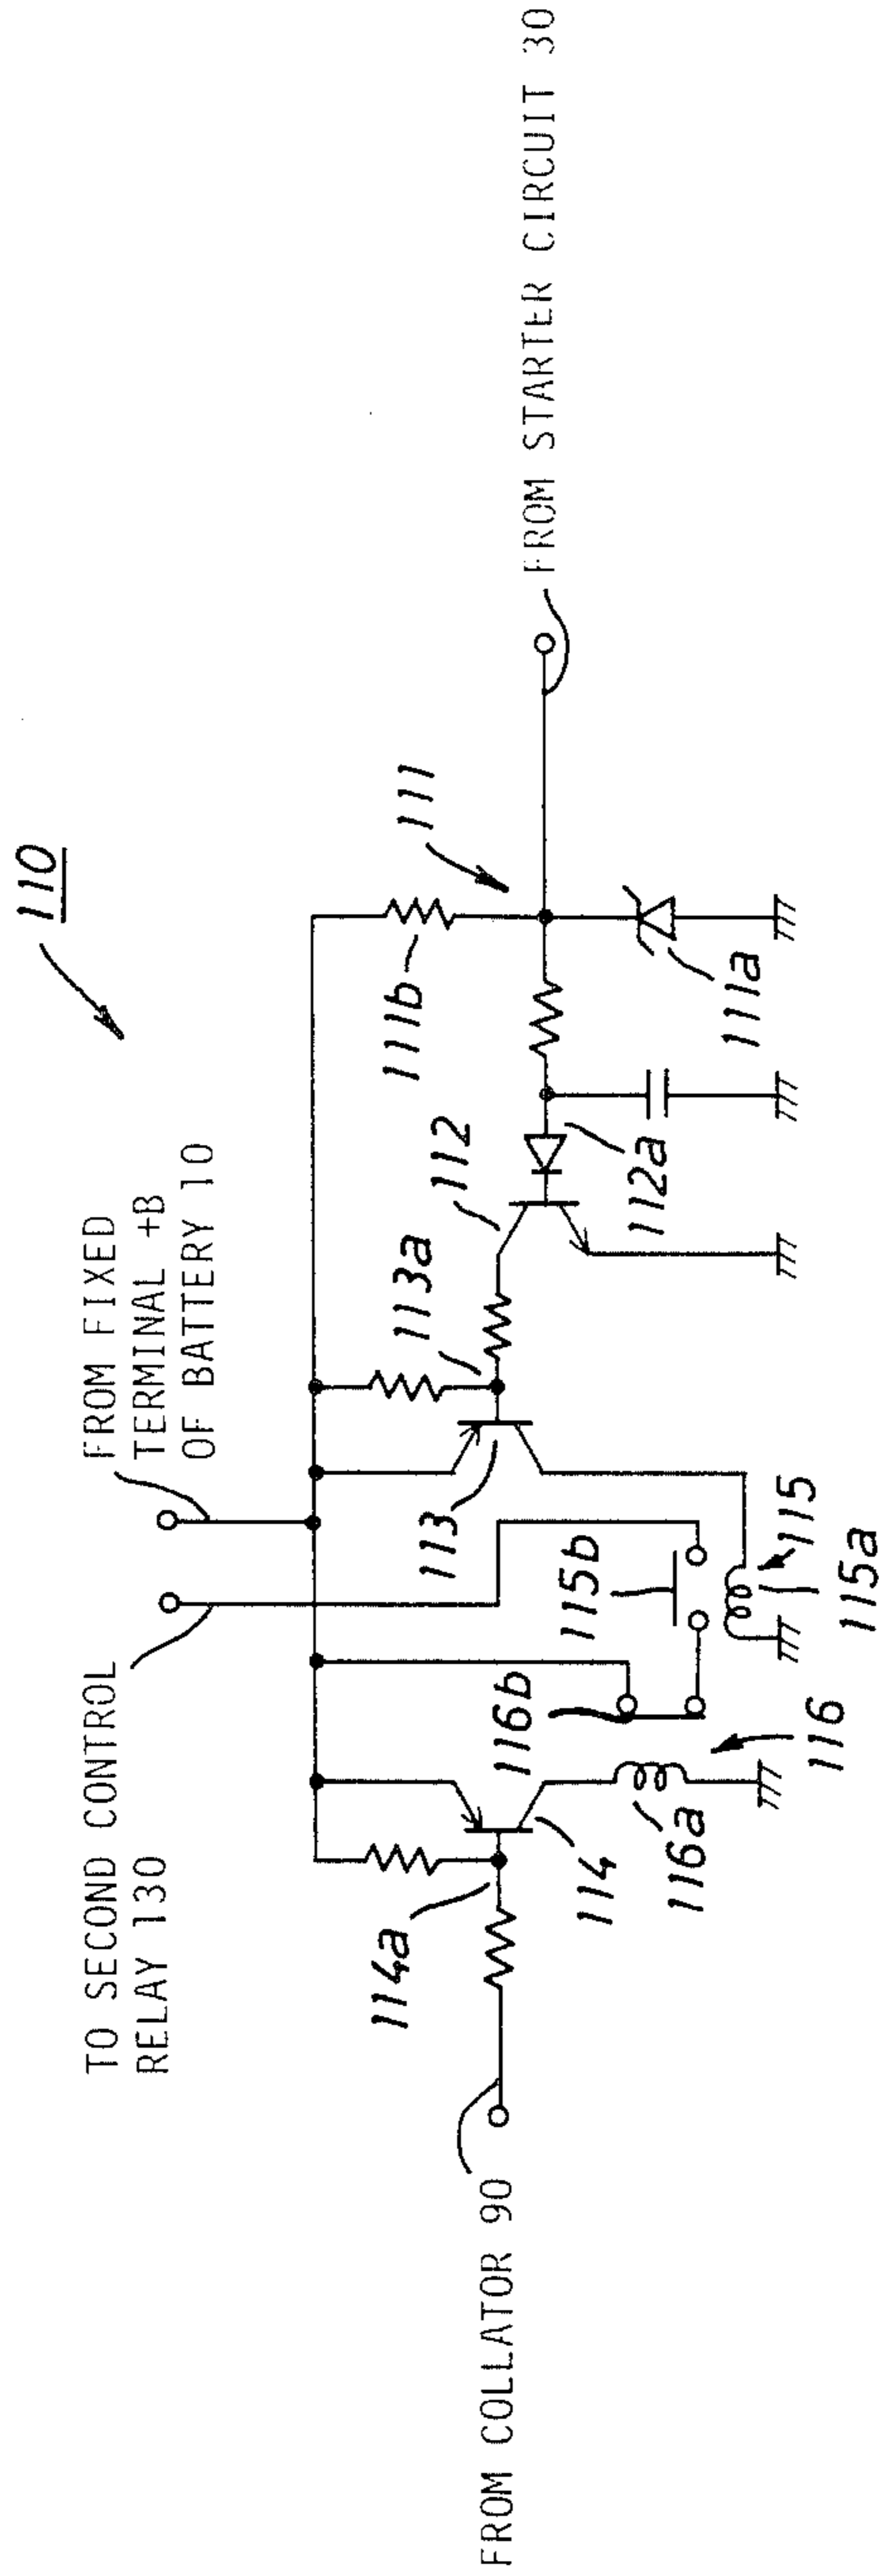 110
FROM FIXED
TERMINAL +B
OF BATTERY 10
TO SECOND CONTROL
RELAY 130
FROM COLLATOR 90
FROM STARTER CIRCUIT 30
111
111b
111a
112
112a
113a
113
115b
115
115a
116b
116
116a
114
114a